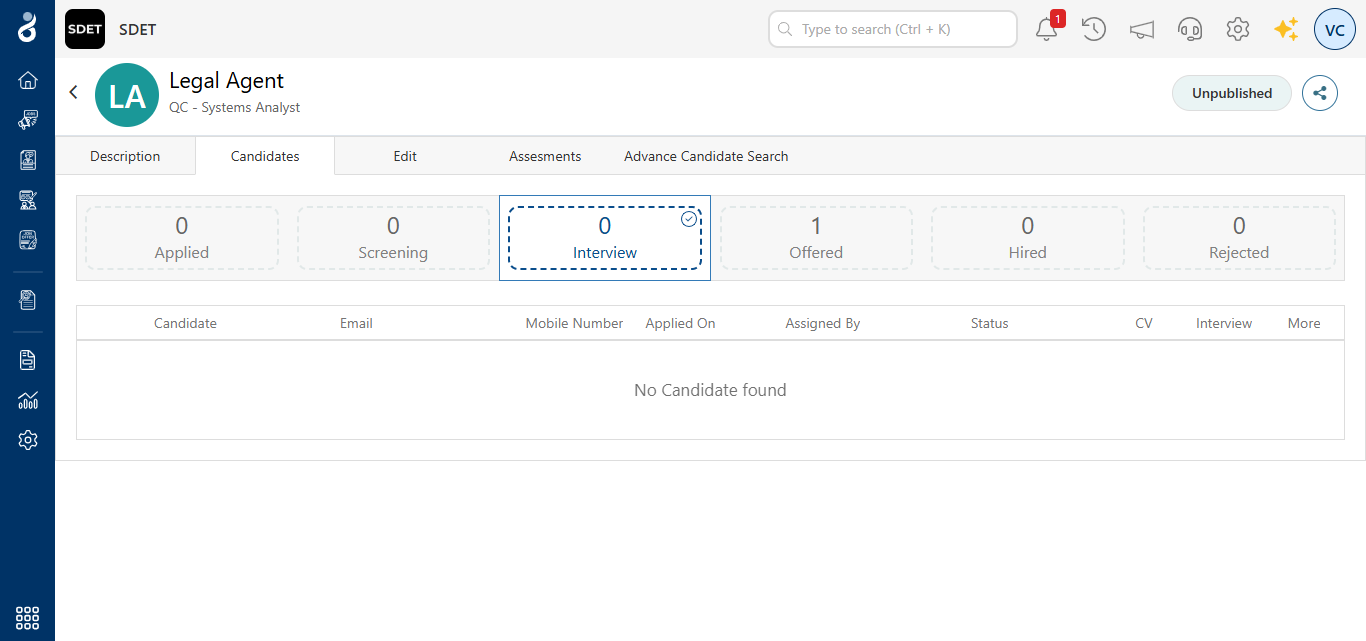 SDET SDET Type to search (Ctrl + K) 1 VC
LA Legal Agent
QC - Systems Analyst
Unpublished
Description Candidates Edit Assesments Advance Candidate Search
0 0 0 1 0 0
Applied Screening Interview Offered Hired Rejected
Candidate Email Mobile Number Applied On Assigned By Status CV Interview More
No Candidate found